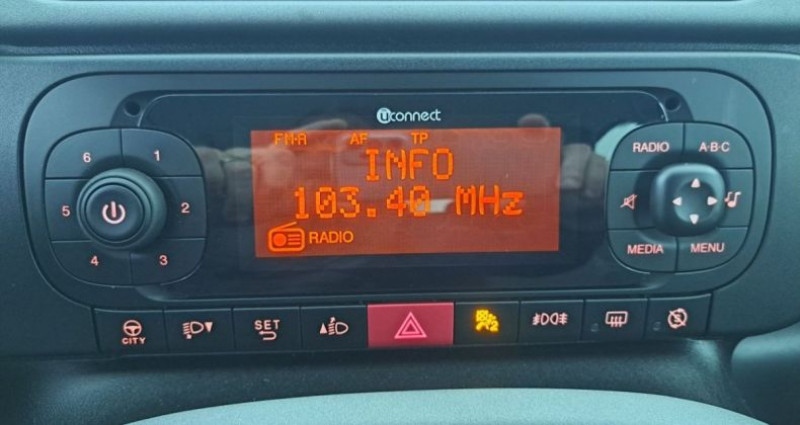 uconnect
FM-A AF TP
INFO
103.40 MHz
RADIO
6 1
5 2
4 3
RADIO A·B·C
MEDIA MENU
CITY
SET
2